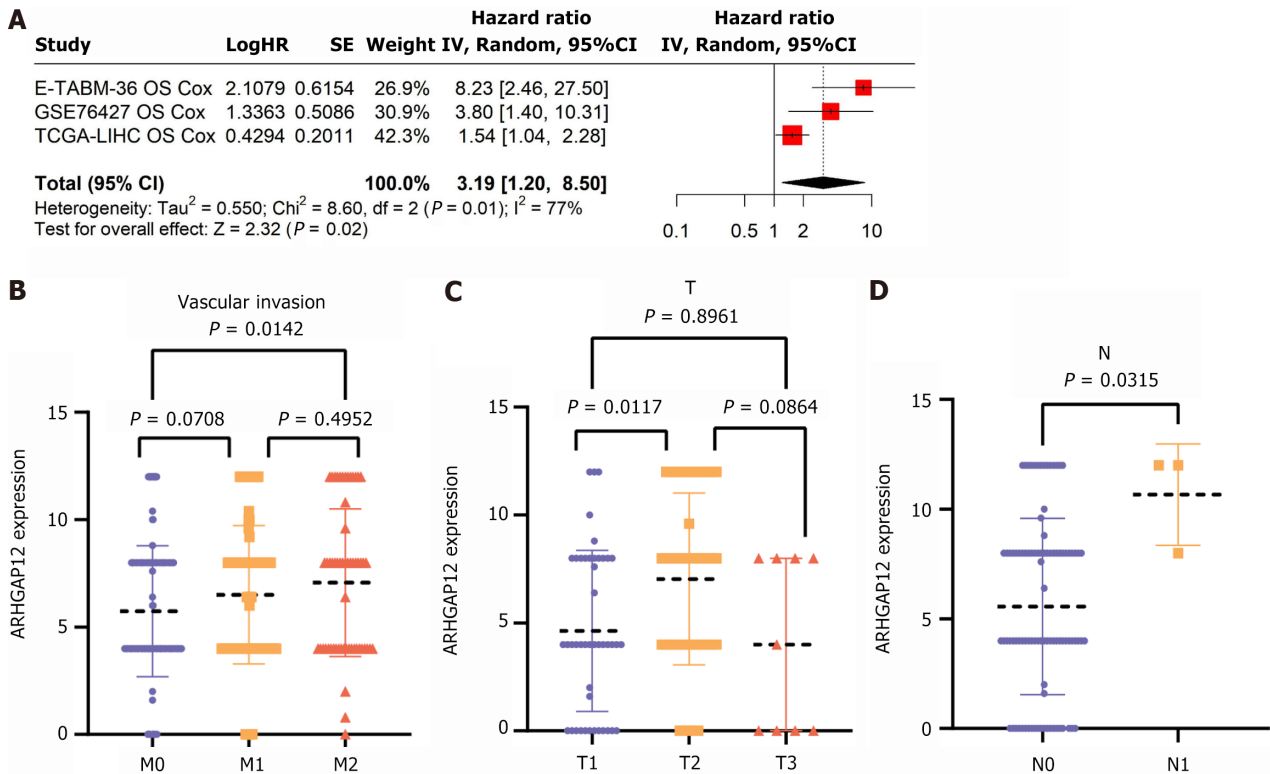 A
Hazard ratio Hazard ratio
Study LogHR SE Weight IV, Random, 95%CI IV, Random, 95%CI
E-TABM-36 OS Cox 2.1079 0.6154 26.9% 8.23 [2.46, 27.50]
GSE76427 OS Cox 1.3363 0.5086 30.9% 3.80 [1.40, 10.31]
TCGA-LIHC OS Cox 0.4294 0.2011 42.3% 1.54 [1.04, 2.28]
Total (95% CI) 100.0% 3.19 [1.20, 8.50]
Heterogeneity: Tau² = 0.550; Chi² = 8.60, df = 2 (P = 0.01); I² = 77%
Test for overall effect: Z = 2.32 (P = 0.02)
0.1 0.5 1 2 10
B
Vascular invasion
P = 0.0142
P = 0.0708 P = 0.4952
ARHGAP12 expression
15
10
5
0
M0 M1 M2
C
T
P = 0.8961
P = 0.0117 P = 0.0864
ARHGAP12 expression
15
10
5
0
T1 T2 T3
D
N
P = 0.0315
ARHGAP12 expression
15
10
5
0
N0 N1